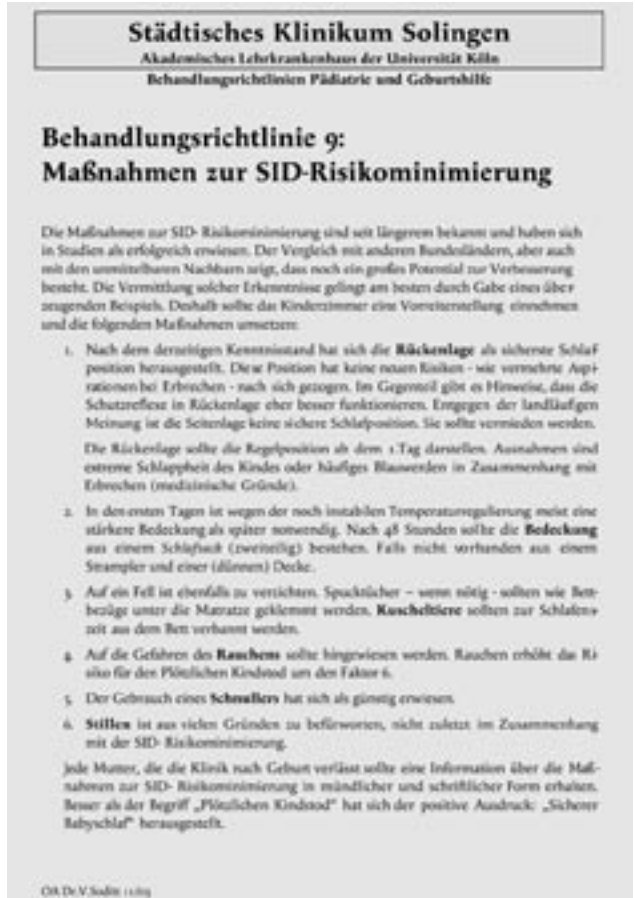 Städtisches Klinikum Solingen
Akademisches Lehrkrankenhaus der Universität Köln
Behandlungsrichtlinien Pädiatrie und Geburtshilfe
Behandlungsrichtlinie 9:
Maßnahmen zur SID-Risikominimierung
Die Maßnahmen zur SID- Risikominimierung sind seit längerem bekannt und haben sich
in Studien als erfolgreich erwiesen. Der Vergleich mit anderen Bundesländern, aber auch
mit den unmittelbaren Nachbarn zeigt, dass noch ein großes Potential zur Verbesserung
besteht. Die Vermittlung solcher Erkenntnisse gelingt am besten durch Gabe eines über-
zeugenden Beispiels. Deshalb sollte das Kinderzimmer eine Vorreiterstellung einnehmen
und die folgenden Maßnahmen umsetzen:
1. Nach dem derzeitigen Kenntnisstand hat sich die Rückenlage als sicherste Schlaf-
position herausgestellt. Diese Position hat keine neuen Risiken - wie vermehrte Aspi-
rationen bei Erbrechen - nach sich gezogen. Im Gegenteil gibt es Hinweise, dass die
Schutzreflexe in Rückenlage eher besser funktionieren. Entgegen der landläufigen
Meinung ist die Seitenlage keine sichere Schlafposition. Sie sollte vermieden werden.
Die Rückenlage sollte die Regelposition ab dem 1.Tag darstellen. Ausnahmen sind
extreme Schlappheit des Kindes oder häufiges Blauwerden in Zusammenhang mit
Erbrechen (medizinische Gründe).
2. In den ersten Tagen ist wegen der noch instabilen Temperaturregulierung meist eine
stärkere Bedeckung als später notwendig. Nach 48 Stunden sollte die Bedeckung
aus einem Schlafsack (zweiteilig) bestehen. Falls nicht vorhanden aus einem
Strampler und einer (dünnen) Decke.
3. Auf ein Fell ist ebenfalls zu verzichten. Spucktücher – wenn nötig - sollten wie Bett-
bezüge unter die Matratze geklemmt werden. Kuscheltiere sollten zur Schlafens-
zeit aus dem Bett verbannt werden.
4. Auf die Gefahren des Rauchens sollte hingewiesen werden. Rauchen erhöht das Ri-
siko für den Plötzlichen Kindstod um den Faktor 6.
5. Der Gebrauch eines Schnullers hat sich als günstig erwiesen.
6. Stillen ist aus vielen Gründen zu befürworten, nicht zuletzt im Zusammenhang
mit der SID- Risikominimierung.
Jede Mutter, die die Klinik nach Geburt verlässt sollte eine Information über die Maß-
nahmen zur SID- Risikominimierung in mündlicher und schriftlicher Form erhalten.
Besser als der Begriff „Plötzlichen Kindstod" hat sich der positive Ausdruck: „Sicherer
Babyschlaf" herausgestellt.
OA Dr.V.Soditt